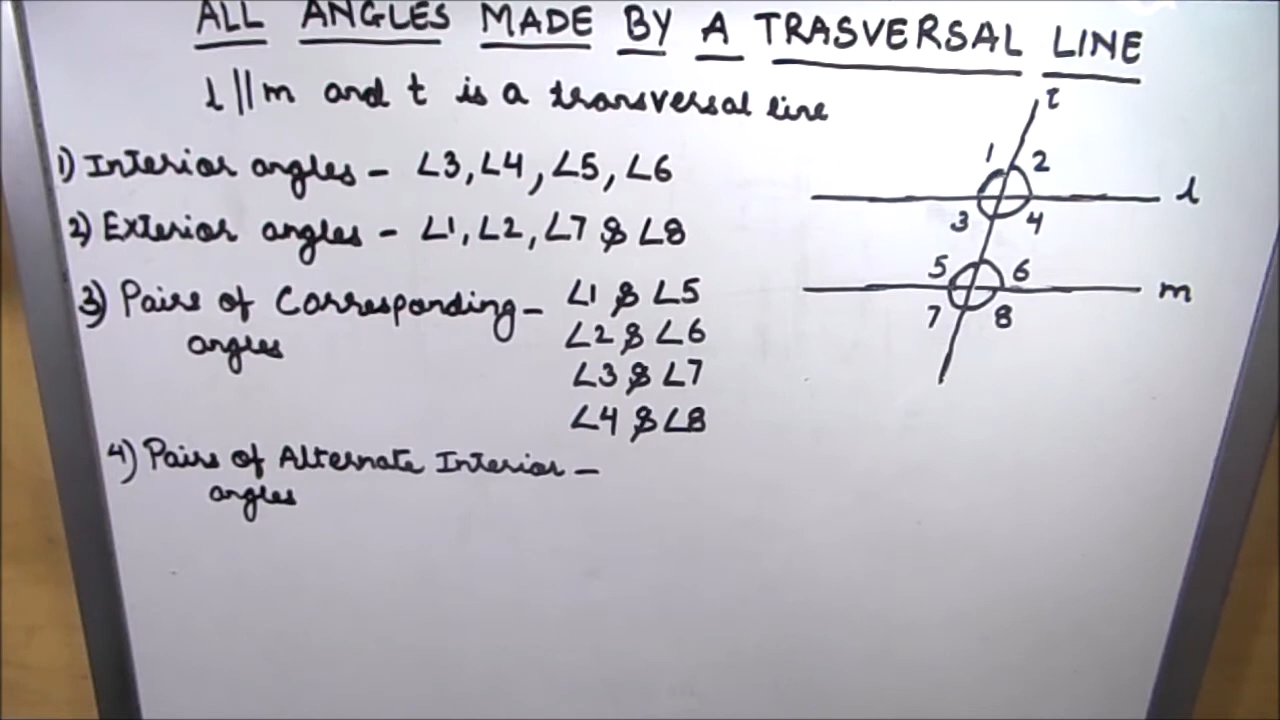 ALL ANGLES MADE BY A TRASVERSAL LINE
l || m and t is a transversal line
1) Interior angles - ∠3, ∠4, ∠5, ∠6
2) Exterior angles - ∠1, ∠2, ∠7 & ∠8
3) Pairs of Corresponding - ∠1 & ∠5
angles
∠2 & ∠6
∠3 & ∠7
∠4 & ∠8
4) Pairs of Alternate Interior -
angles
t
1 2
l
3 4
5 6
m
7 8